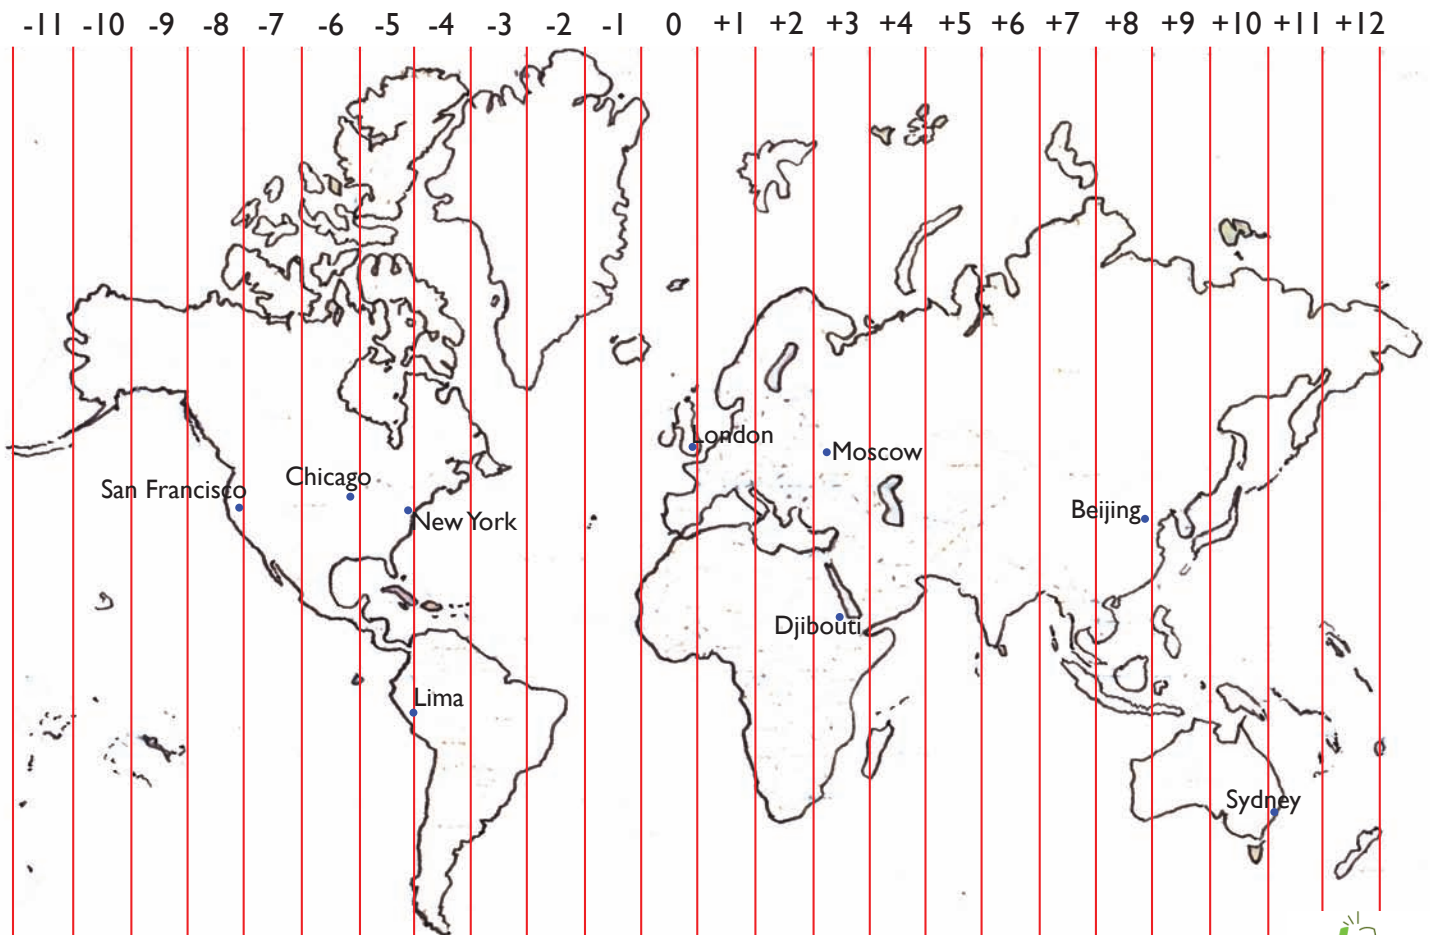 -11 -10 -9 -8 -7 -6 -5 -4 -3 -2 -1 0 +1 +2 +3 +4 +5 +6 +7 +8 +9 +10 +11 +12
London
Moscow
Chicago
San Francisco
New York
Beijing
Djibouti
Lima
Sydney